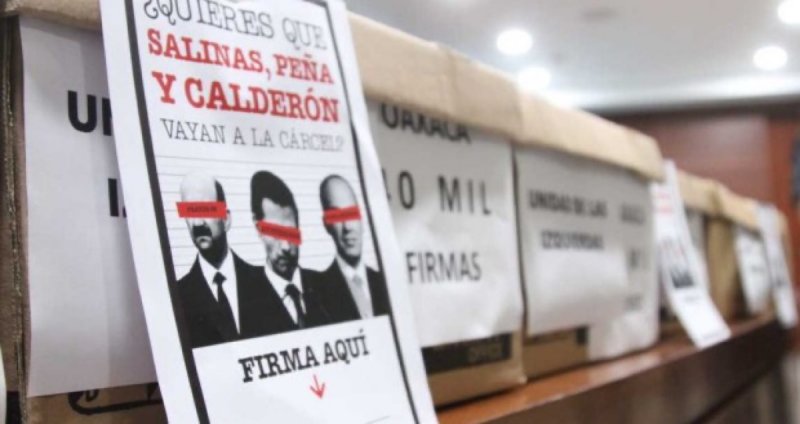 ¿QUIERES QUE
SALINAS, PEÑA
Y CALDERÓN
VAYAN A LA CÁRCEL?
FIRMA AQUÍ
OAXACA
40 MIL
FIRMAS
UNIDAD DE LAS
IZQUIERDAS